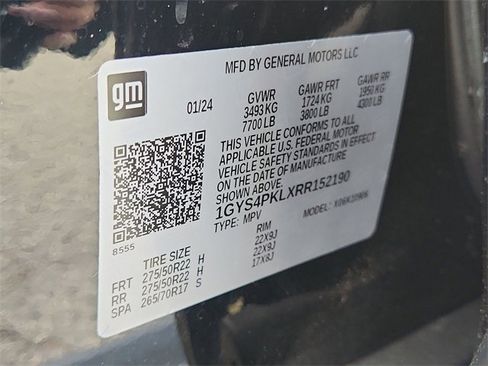 MFD BY GENERAL MOTORS LLC
gm
01/24
GVWR GAWR FRT GAWR RR
3493 KG 1724 KG 1950 KG
7700 LB 3800 LB 4300 LB
THIS VEHICLE CONFORMS TO ALL
APPLICABLE U.S. FEDERAL MOTOR
VEHICLE SAFETY STANDARDS IN EFFECT
ON THE DATE OF MANUFACTURE
SHOWN ABOVE.
1GYS4PKLXRR152190
TYPE: MPV MODEL: X06K10906
8555
TIRE SIZE RIM
FRT 275/50R22 H 22X9J
RR 275/50R22 H 22X9J
SPA 265/70R17 S 17X8J